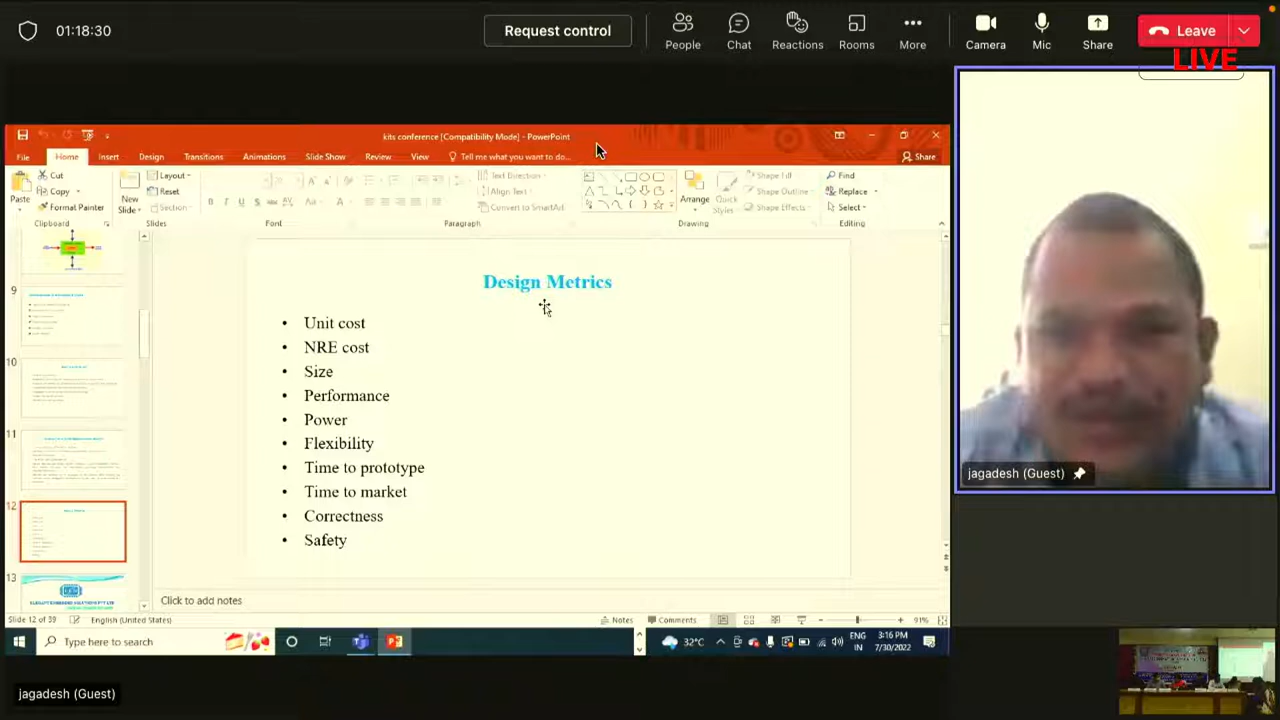 01:18:30
Request control
People
Chat
Reactions
Rooms
More
Camera
Mic
Share
Leave
LIVE
kits conference [Compatibility Mode] - PowerPoint
File
Home
Insert
Design
Transitions
Animations
Slide Show
Review
View
Tell me what you want to do...
Share
Paste
Cut
Copy
Format Painter
New
Slide
Layout
Reset
Section
Text Direction
Align Text
Convert to SmartArt
Arrange
Quick
Styles
Shape Fill
Shape Outline
Shape Effects
Find
Replace
Select
Clipboard
Slides
Font
Paragraph
Drawing
Editing
9
10
11
12
13
Design Metrics
• Unit cost
• NRE cost
• Size
• Performance
• Power
• Flexibility
• Time to prototype
• Time to market
• Correctness
• Safety
Click to add notes
Slide 12 of 39
English (United States)
Notes
Comments
91%
Type here to search
32°C
ENG
IN
3:16 PM
7/30/2022
jagadesh (Guest)
jagadesh (Guest)